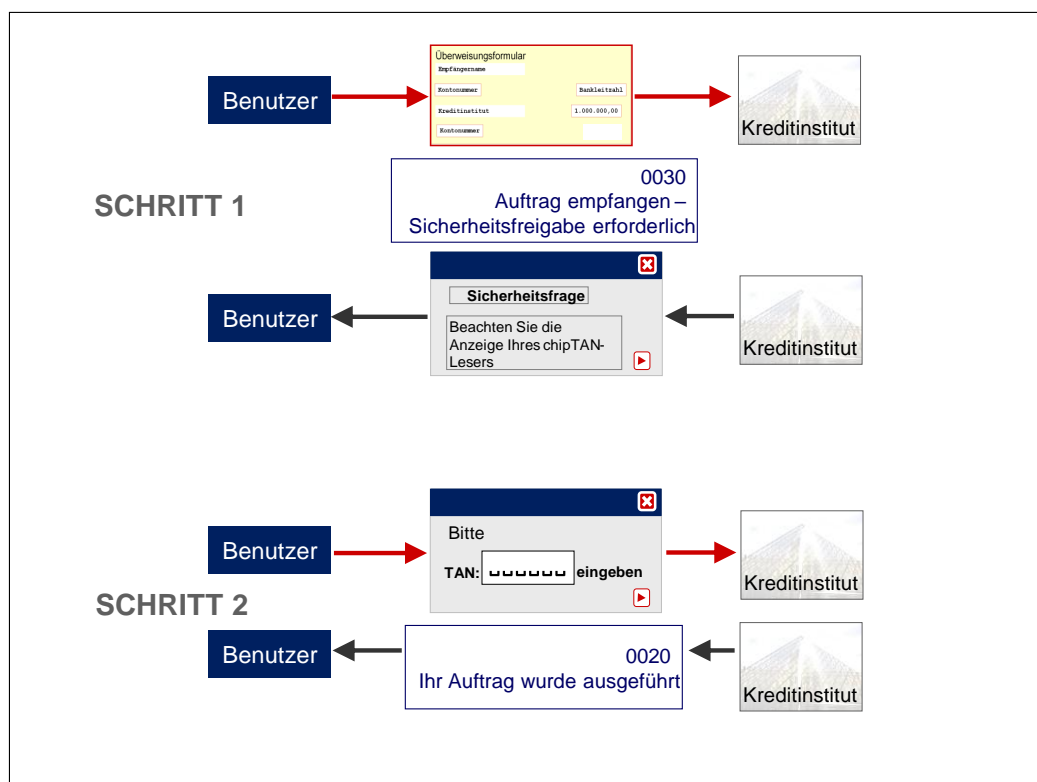 Überweisungsformular
Empfängername
Kontonummer Bankleitzahl
Kreditinstitut 1.000.000,00
Kontonummer
Benutzer
Kreditinstitut
SCHRITT 1
0030
Auftrag empfangen –
Sicherheitsfreigabe erforderlich
Sicherheitsfrage
Beachten Sie die
Anzeige Ihres chipTAN-
Lesers
Benutzer
Kreditinstitut
Bitte
TAN: eingeben
Benutzer
Kreditinstitut
SCHRITT 2
0020
Ihr Auftrag wurde ausgeführt
Benutzer
Kreditinstitut